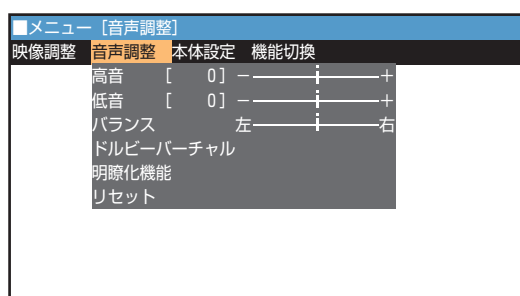 ■メニュー [音声調整]
映像調整 音声調整 本体設定 機能切換
高音 [ 0] − +
低音 [ 0] − +
バランス 左 右
ドルビーバーチャル
明瞭化機能
リセット